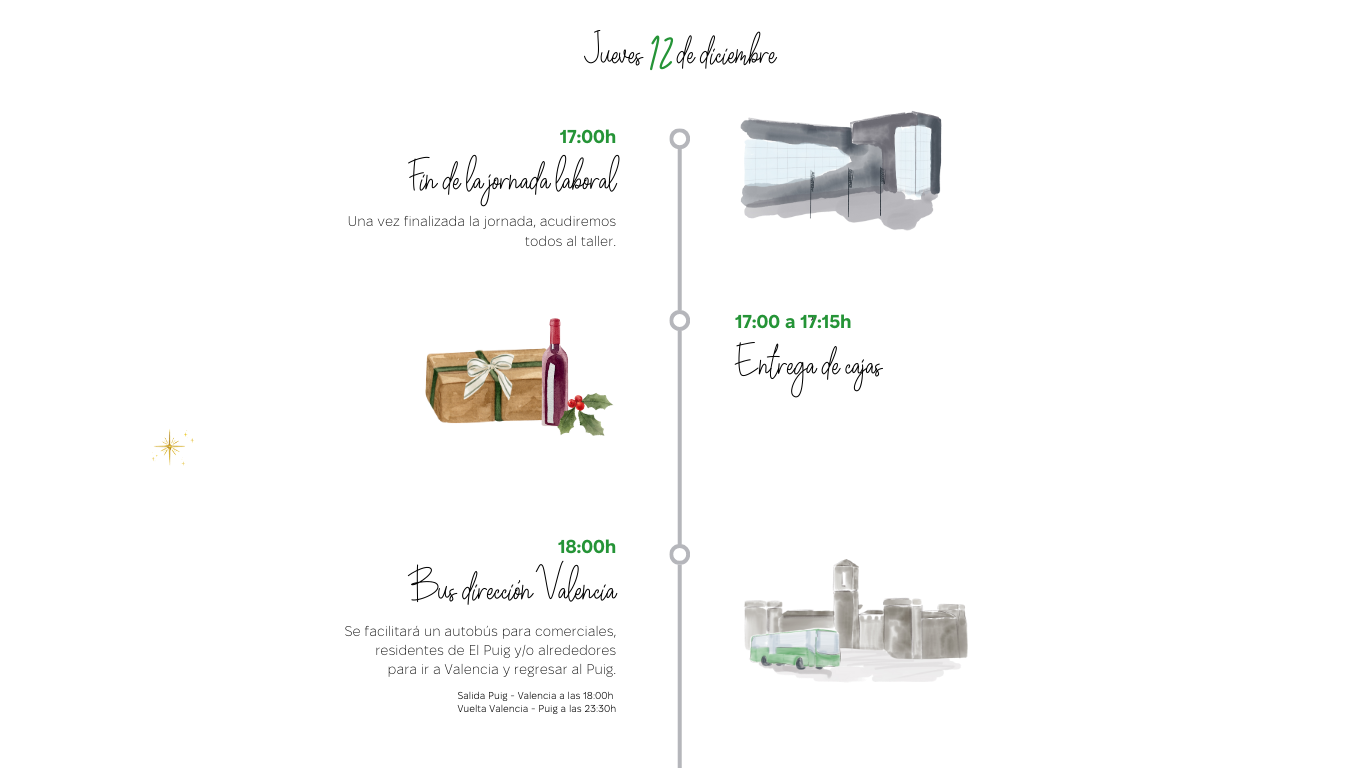 Jueves 12 de diciembre
17:00h
Fin de la jornada laboral
Una vez finalizada la jornada, acudiremos
todos al taller.
17:00 a 17:15h
Entrega de cajas
18:00h
Bus dirección Valencia
Se facilitará un autobús para comerciales,
residentes de El Puig y/o alrededores
para ir a Valencia y regresar al Puig.
Salida Puig - Valencia a las 18:00h
Vuelta Valencia - Puig a las 23:30h